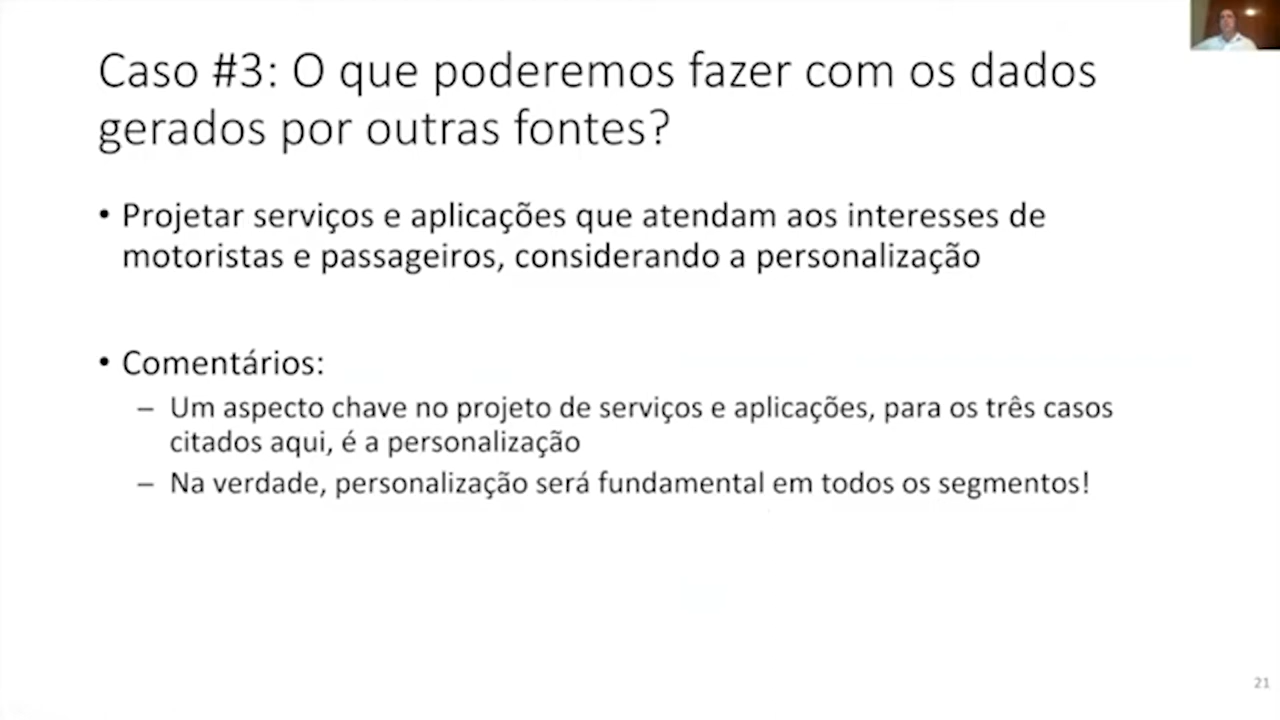 Caso #3: O que poderemos fazer com os dados
gerados por outras fontes?
• Projetar serviços e aplicações que atendam aos interesses de
motoristas e passageiros, considerando a personalização
• Comentários:
– Um aspecto chave no projeto de serviços e aplicações, para os três casos
citados aqui, é a personalização
– Na verdade, personalização será fundamental em todos os segmentos!
21